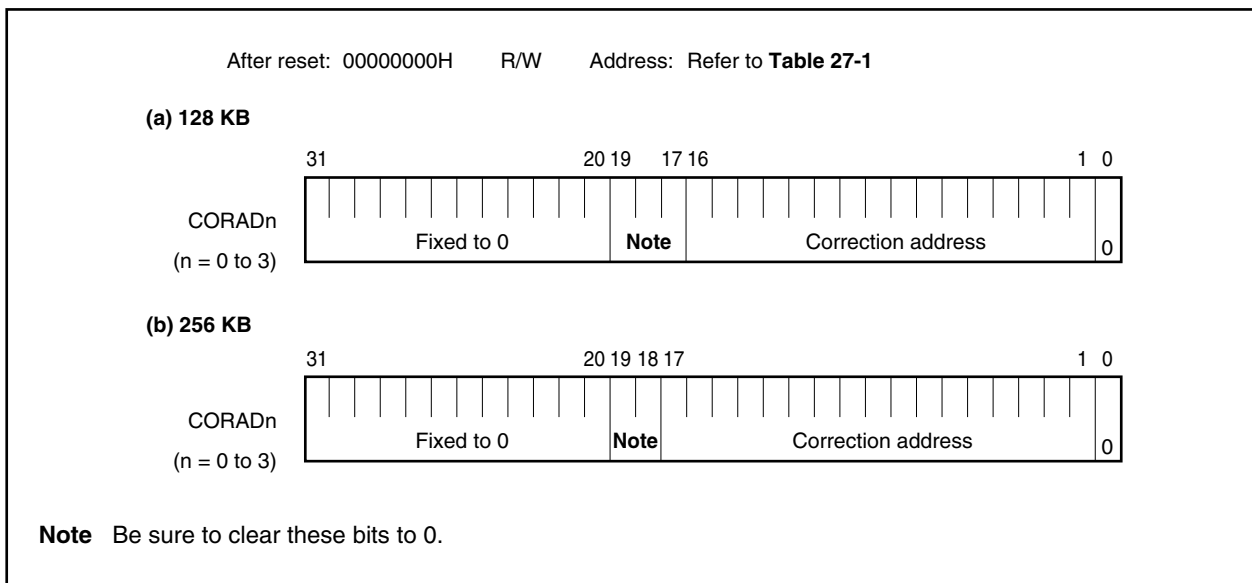 After reset: 00000000H R/W Address: Refer to Table 27-1
(a) 128 KB
31 20 19 17 16 1 0
CORADn
(n = 0 to 3)
Fixed to 0 Note Correction address 0
(b) 256 KB
31 20 19 18 17 1 0
CORADn
(n = 0 to 3)
Fixed to 0 Note Correction address 0
Note Be sure to clear these bits to 0.